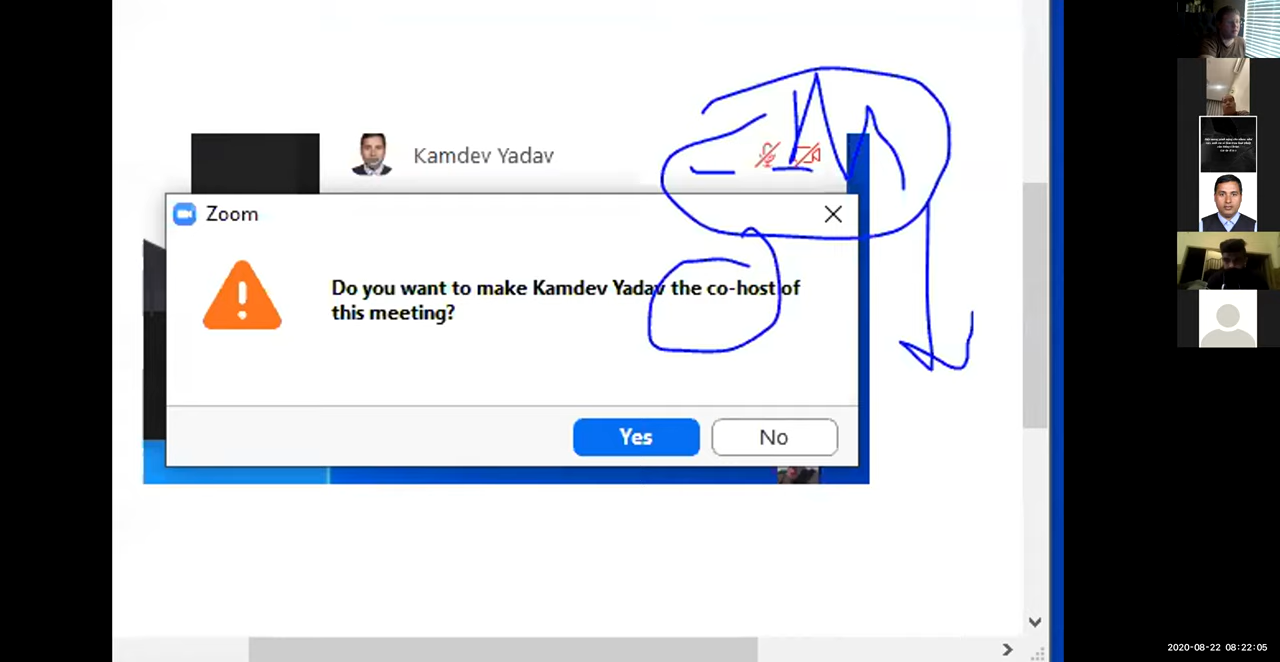 Kamdev Yadav
Zoom
Do you want to make Kamdev Yadav the co-host of
this meeting?
Yes
No
2020-08-22 08:22:05